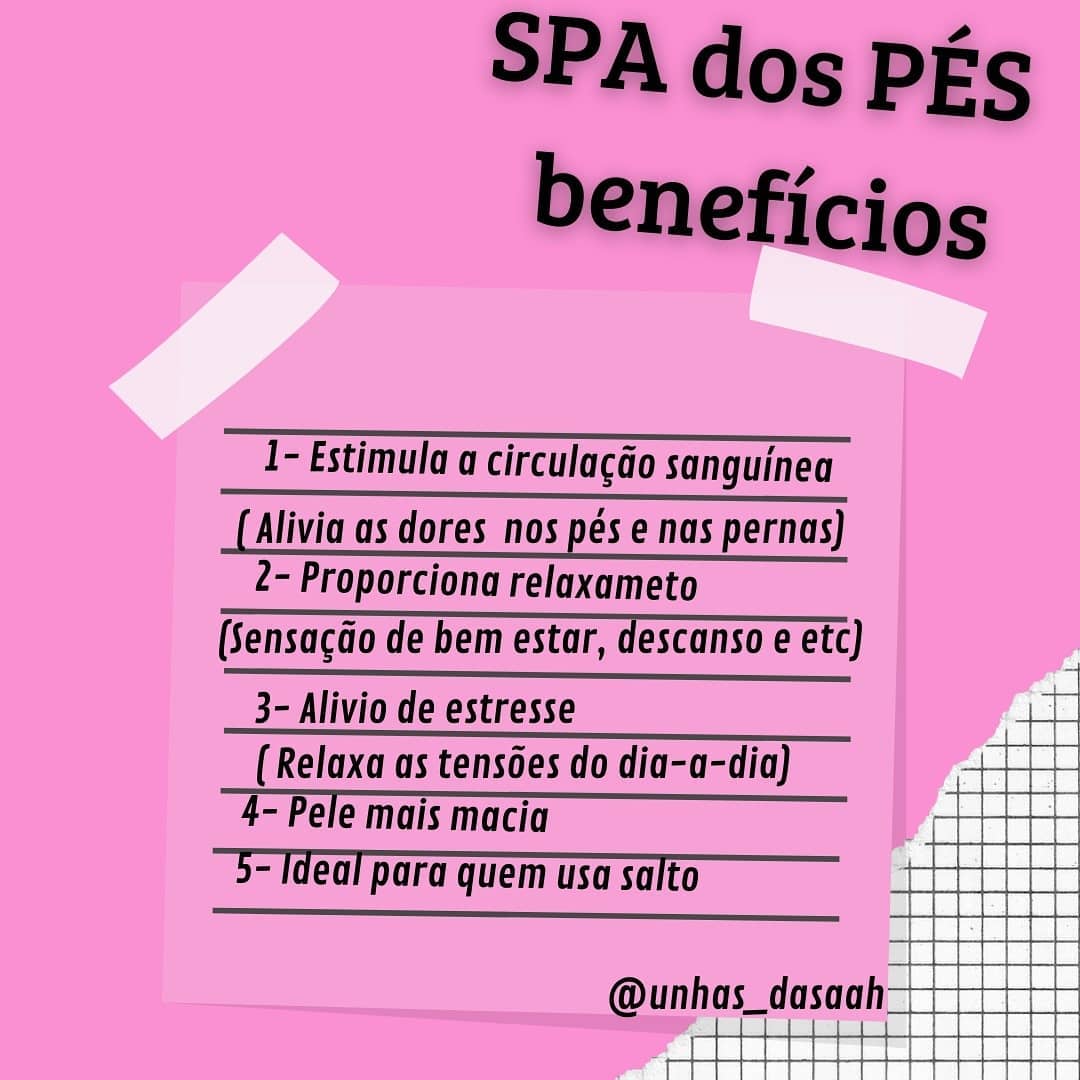 SPA dos PÉS
benefícios
1- Estimula a circulação sanguínea
( Alivia as dores nos pés e nas pernas)
2- Proporciona relaxameto
(Sensação de bem estar, descanso e etc)
3- Alivio de estresse
( Relaxa as tensões do dia-a-dia)
4- Pele mais macia
5- Ideal para quem usa salto
@unhas_dasaah